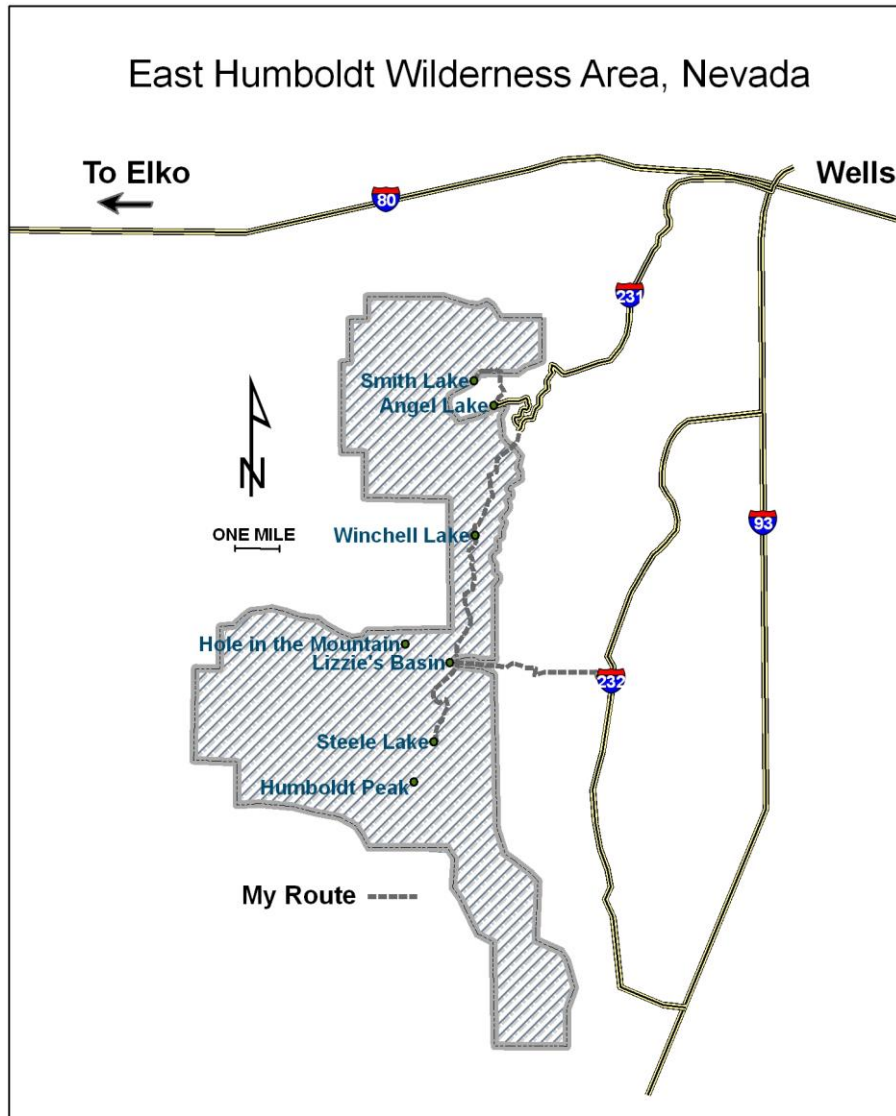 East Humboldt Wilderness Area, Nevada
To Elko
Wells
80
231
Smith Lake
Angel Lake
N
ONE MILE
Winchell Lake
93
Hole in the Mountain
Lizzie's Basin
232
Steele Lake
Humboldt Peak
My Route